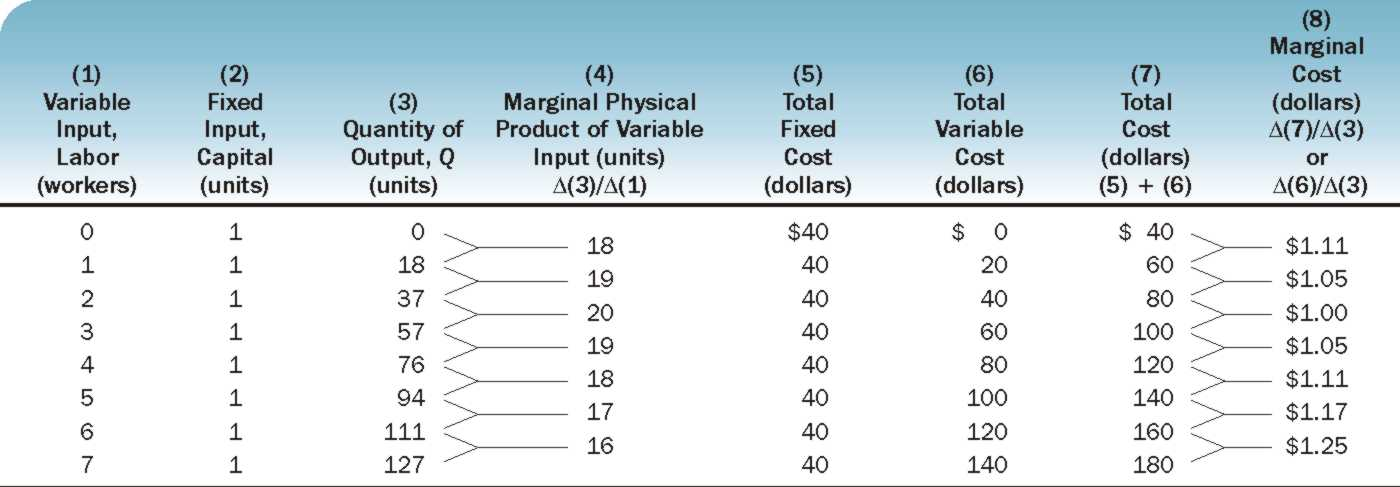 (1) Variable Input, Labor (workers) | (2) Fixed Input, Capital (units) | (3) Quantity of Output, Q (units) | (4) Marginal Physical Product of Variable Input (units) Δ(3)/Δ(1) | (5) Total Fixed Cost (dollars) | (6) Total Variable Cost (dollars) | (7) Total Cost (dollars) (5) + (6) | (8) Marginal Cost (dollars) Δ(7)/Δ(3) or Δ(6)/Δ(3)
0 1 0 $40 $ 0 $ 40
18 $1.11
1 1 18 40 20 60
19 $1.05
2 1 37 40 40 80
20 $1.00
3 1 57 40 60 100
19 $1.05
4 1 76 40 80 120
18 $1.11
5 1 94 40 100 140
17 $1.17
6 1 111 40 120 160
16 $1.25
7 1 127 40 140 180